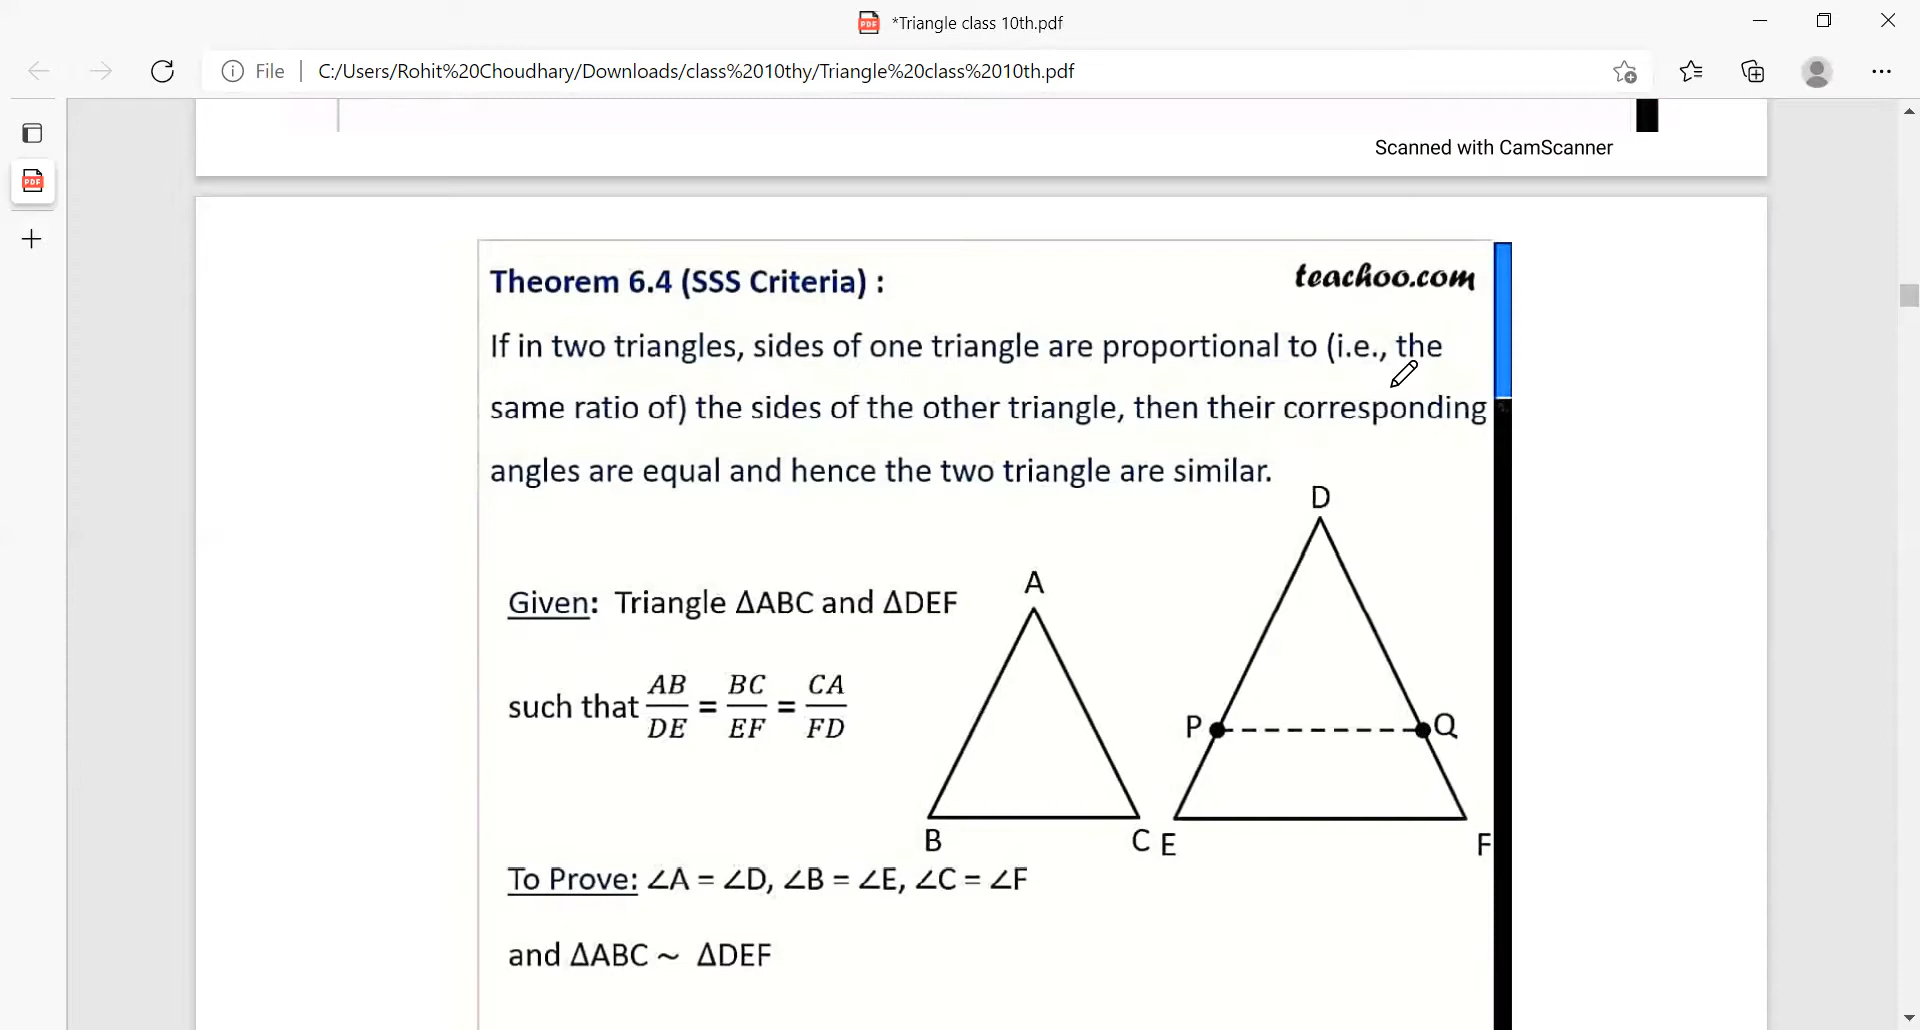 *Triangle class 10th.pdf
File | C:/Users/Rohit%20Choudhary/Downloads/class%2010thy/Triangle%20class%2010th.pdf
Scanned with CamScanner
Theorem 6.4 (SSS Criteria) :
teachoo.com
If in two triangles, sides of one triangle are proportional to (i.e., the
same ratio of) the sides of the other triangle, then their corresponding
angles are equal and hence the two triangle are similar.
Given: Triangle ΔABC and ΔDEF
such that AB/DE = BC/EF = CA/FD
A
B
C
D
P
Q
E
F
To Prove: ∠A = ∠D, ∠B = ∠E, ∠C = ∠F
and ΔABC ~ ΔDEF